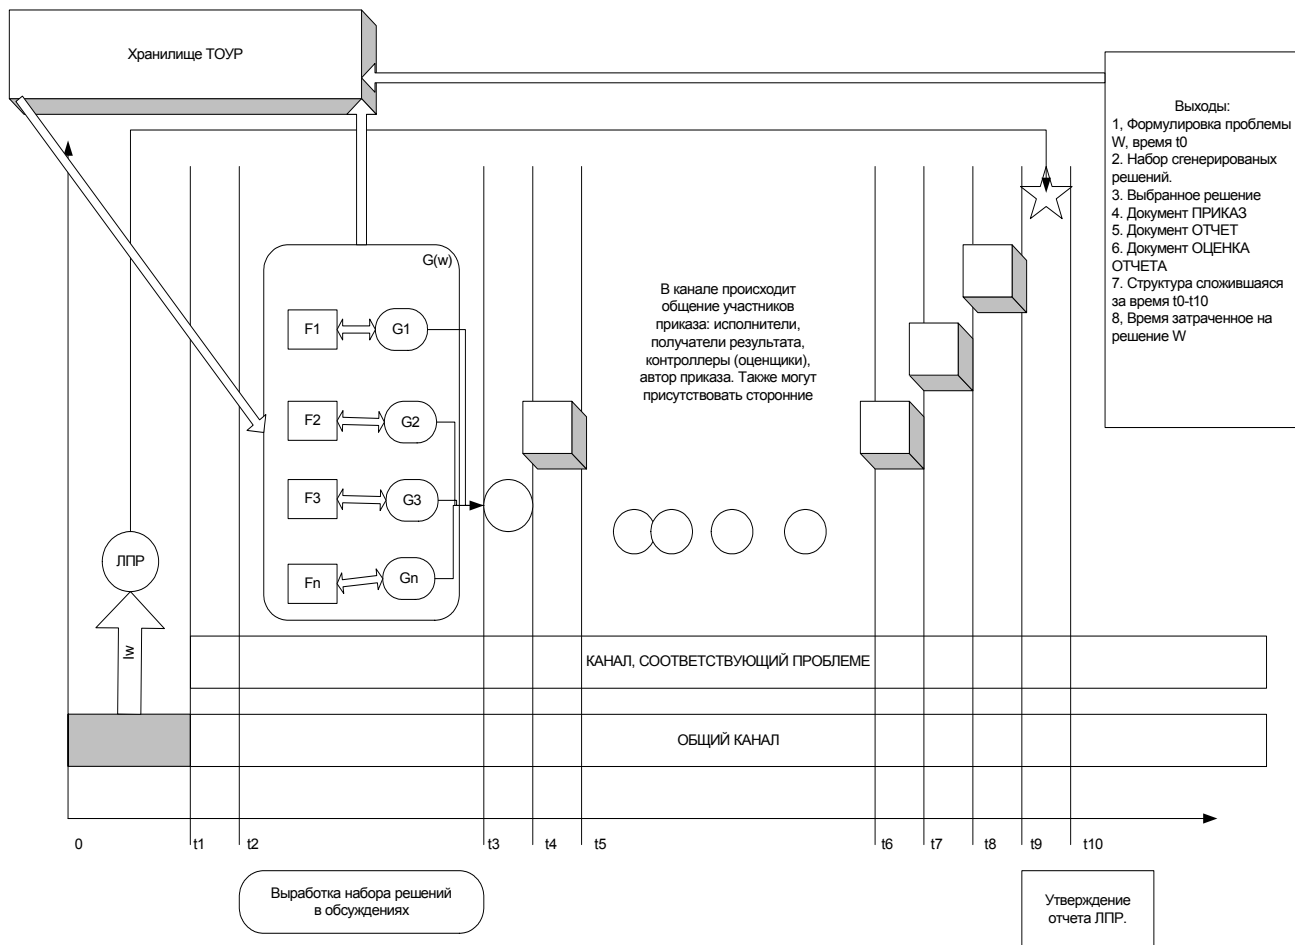 Хранилище ТОУР
Выходы:
1, Формулировка проблемы
W, время t0
2. Набор сгенерированых
решений.
3. Выбранное решение
4. Документ ПРИКАЗ
5. Документ ОТЧЕТ
6. Документ ОЦЕНКА
ОТЧЕТА
7. Структура сложившаяся
за время t0-t10
8, Время затраченное на
решение W
G(w)
F1
G1
F2
G2
F3
G3
Fn
Gn
В канале происходит
общение участников
приказа: исполнители,
получатели результата,
контроллеры (оценщики),
автор приказа. Также могут
присутствовать сторонние
ЛПР
Iw
КАНАЛ, СООТВЕТСТВУЮЩИЙ ПРОБЛЕМЕ
ОБЩИЙ КАНАЛ
0
t1
t2
t3
t4
t5
t6
t7
t8
t9
t10
Выработка набора решений
в обсуждениях
Утверждение
отчета ЛПР.